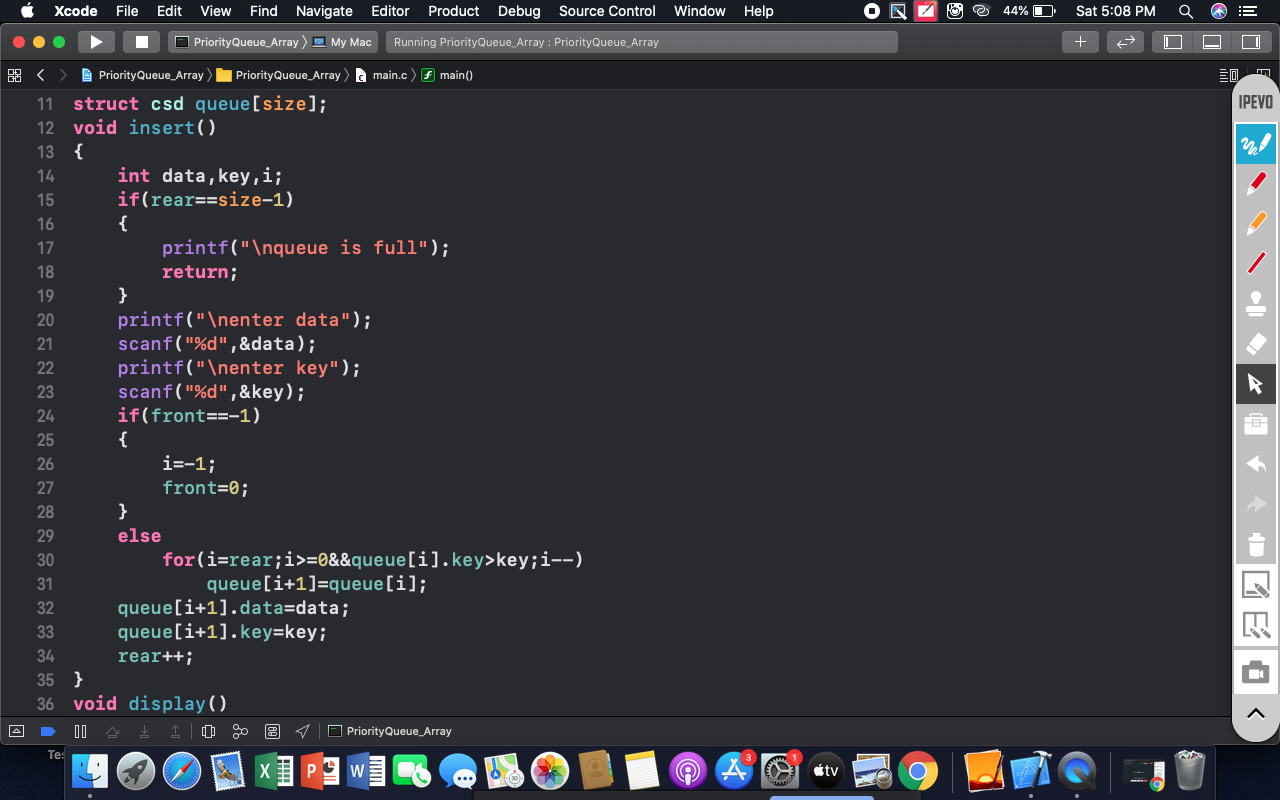 Xcode File Edit View Find Navigate Editor Product Debug Source Control Window Help 44% Sat 5:08 PM
PriorityQueue_Array My Mac Running PriorityQueue_Array : PriorityQueue_Array
PriorityQueue_Array PriorityQueue_Array main.c main()
IPEVO
11 struct csd queue[size];
12 void insert()
13 {
14 int data,key,i;
15 if(rear==size-1)
16 {
17 printf("\nqueue is full");
18 return;
19 }
20 printf("\nenter data");
21 scanf("%d",&data);
22 printf("\nenter key");
23 scanf("%d",&key);
24 if(front==-1)
25 {
26 i=-1;
27 front=0;
28 }
29 else
30 for(i=rear;i>=0&&queue[i].key>key;i--)
31 queue[i+1]=queue[i];
32 queue[i+1].data=data;
33 queue[i+1].key=key;
34 rear++;
35 }
36 void display()
PriorityQueue_Array
3 1 tv